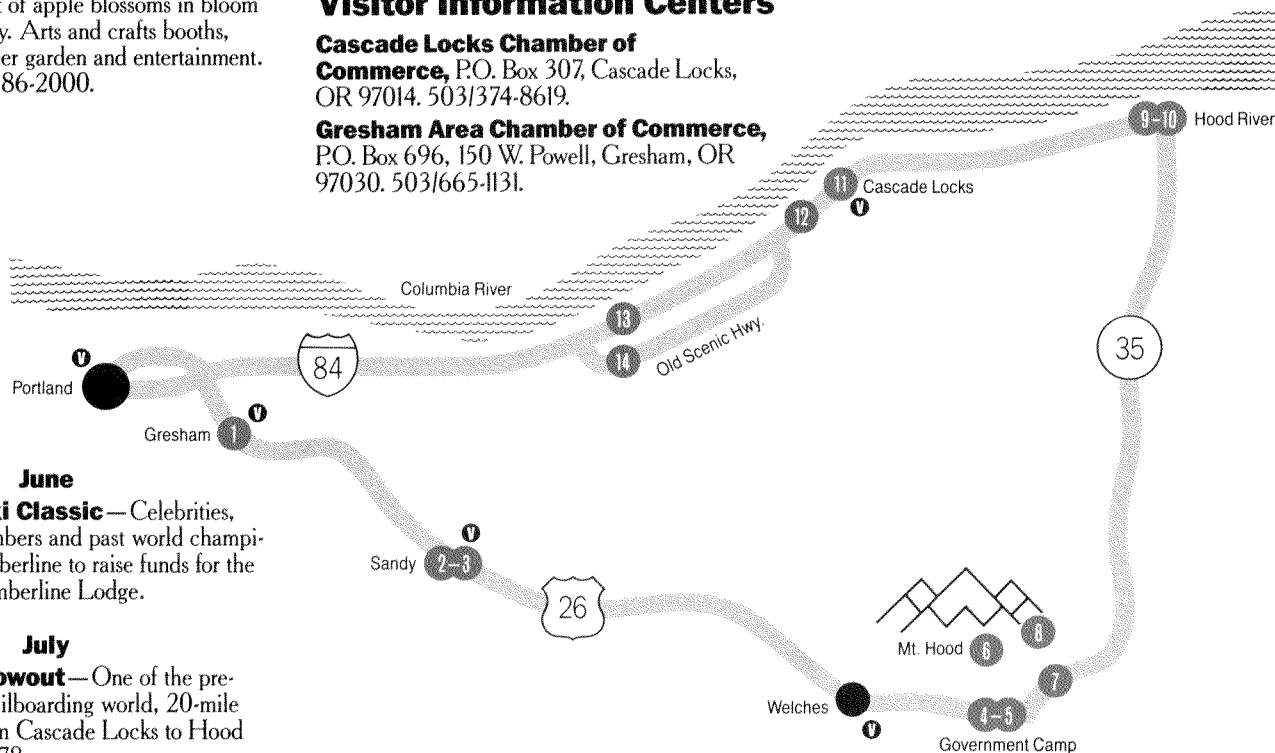 t of apple blossoms in bloom
y. Arts and crafts booths,
er garden and entertainment.
86-2000.
June
i Classic—Celebrities,
nbers and past world champi-
berline to raise funds for the
nberline Lodge.
July
owout—One of the pre-
ilboarding world, 20-mile
n Cascade Locks to Hood
78.
Visitor Information Centers
Cascade Locks Chamber of
Commerce, P.O. Box 307, Cascade Locks,
OR 97014. 503/374-8619.
Gresham Area Chamber of Commerce,
P.O. Box 696, 150 W. Powell, Gresham, OR
97030. 503/665-1131.
9-10 Hood River
11 Cascade Locks
V
12
Columbia River
13
14 Old Scenic Hwy.
84
35
V
Portland
V
Gresham 1
V
Sandy 2-3
26
Mt. Hood 6
8
7
Welches
V
4-5
Government Camp